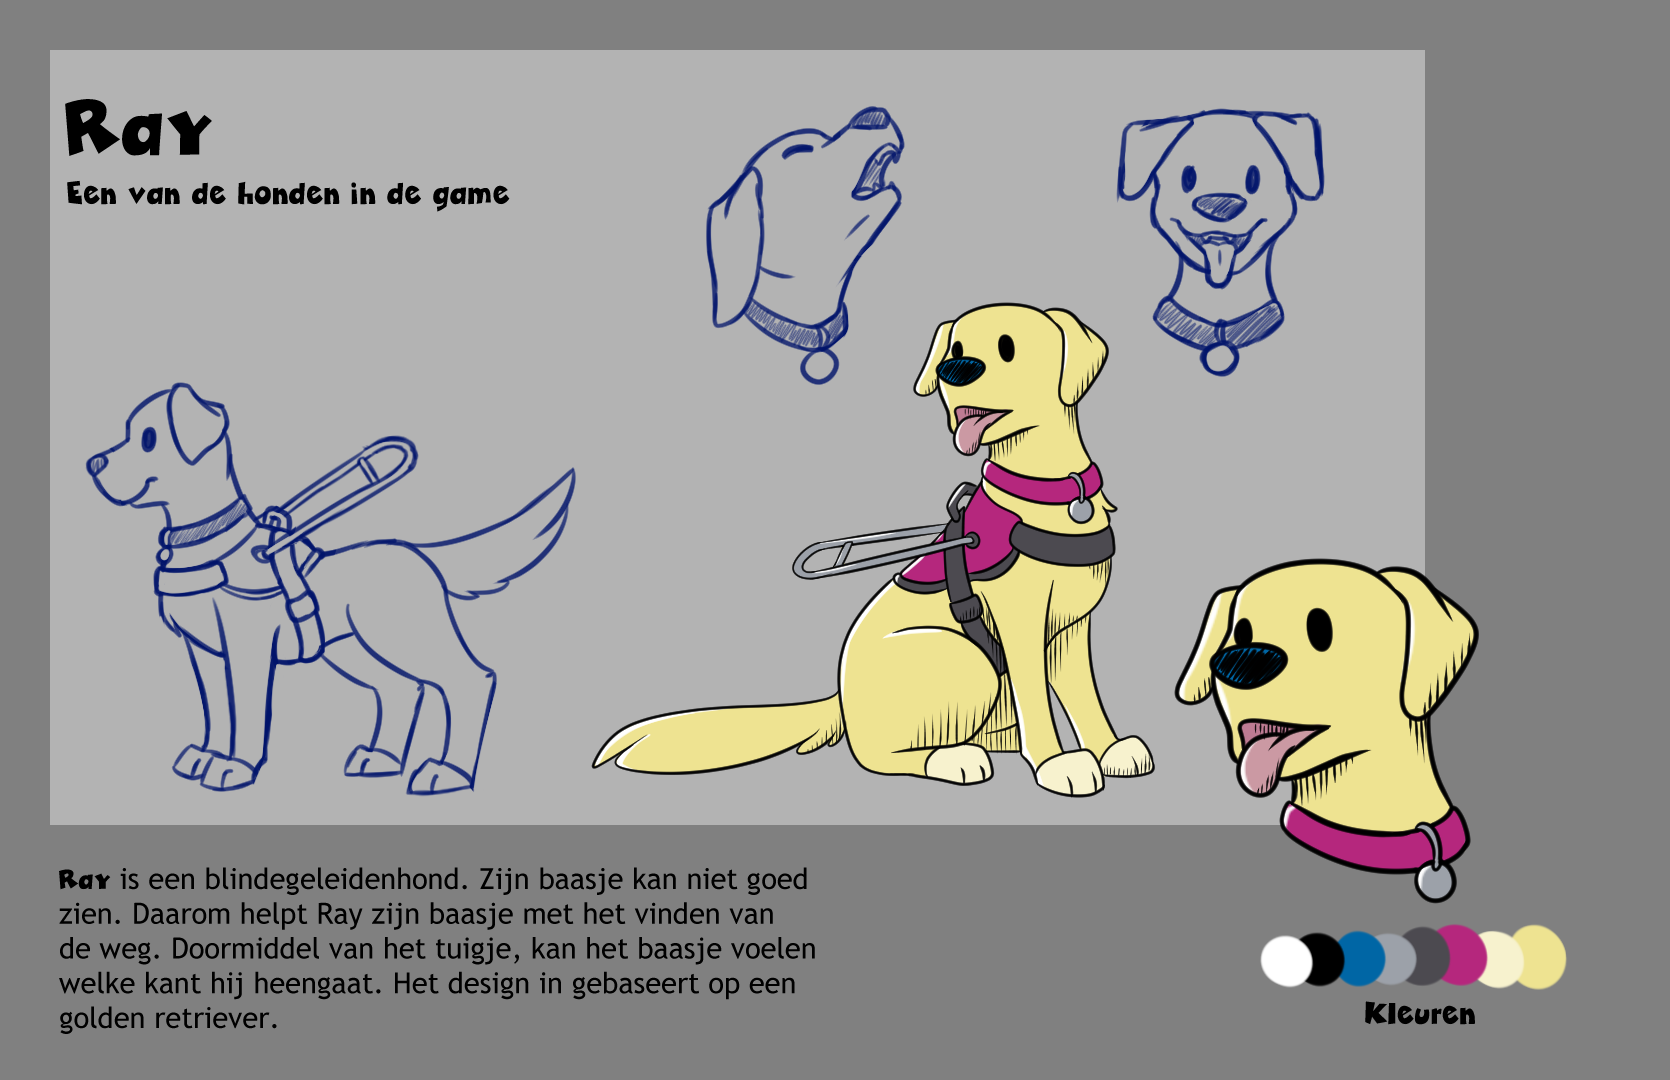 Ray
Een van de honden in de game
Ray is een blindegeleidenhond. Zijn baasje kan niet goed
zien. Daarom helpt Ray zijn baasje met het vinden van
de weg. Doormiddel van het tuigje, kan het baasje voelen
welke kant hij heengaat. Het design in gebaseert op een
golden retriever.
Kleuren